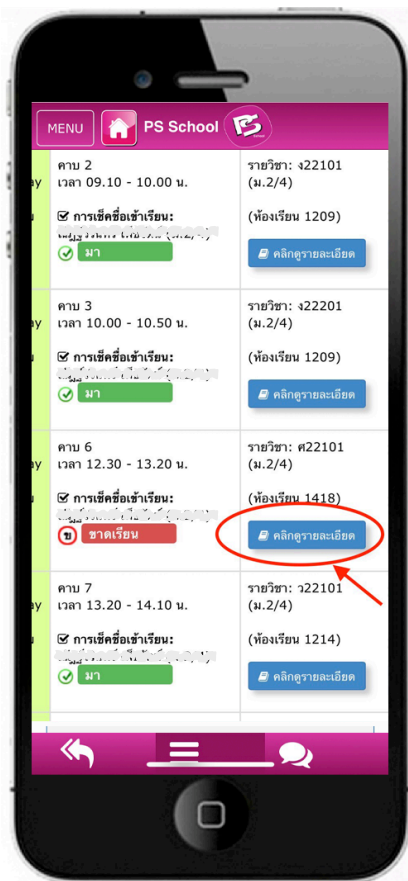 MENU
PS School
PS
ay
คาบ 2
เวลา 09.10 - 10.00 น.
การเช็คชื่อเข้าเรียน:
มา
รายวิชา: ง22101
(ม.2/4)
(ห้องเรียน 1209)
คลิกดูรายละเอียด
ay
คาบ 3
เวลา 10.00 - 10.50 น.
การเช็คชื่อเข้าเรียน:
มา
รายวิชา: ง22201
(ม.2/4)
(ห้องเรียน 1209)
คลิกดูรายละเอียด
ay
คาบ 6
เวลา 12.30 - 13.20 น.
การเช็คชื่อเข้าเรียน:
ข ขาดเรียน
รายวิชา: ศ22101
(ม.2/4)
(ห้องเรียน 1418)
คลิกดูรายละเอียด
ay
คาบ 7
เวลา 13.20 - 14.10 น.
การเช็คชื่อเข้าเรียน:
มา
รายวิชา: ว22101
(ม.2/4)
(ห้องเรียน 1214)
คลิกดูรายละเอียด